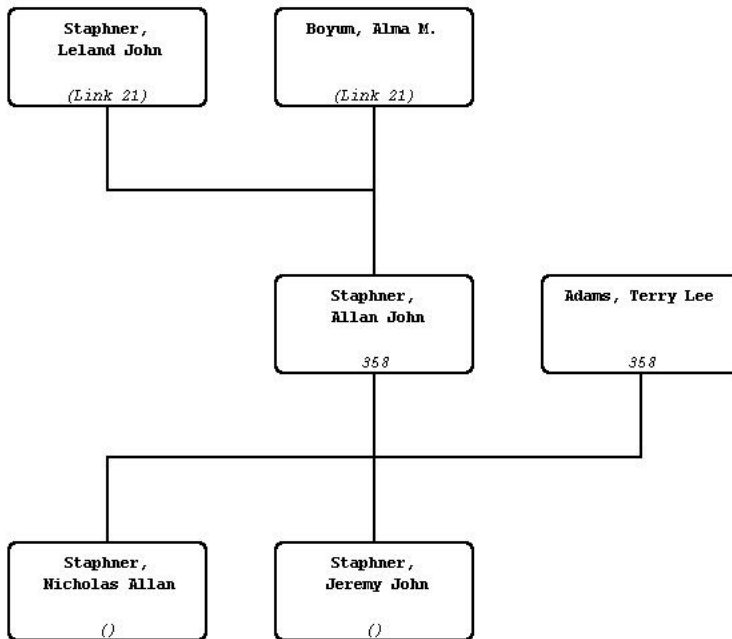 Staphner,
Leland John
(Link 21)
Boyum, Alma M.
(Link 21)
Staphner,
Allan John
358
Adams, Terry Lee
358
Staphner,
Nicholas Allan
()
Staphner,
Jeremy John
()